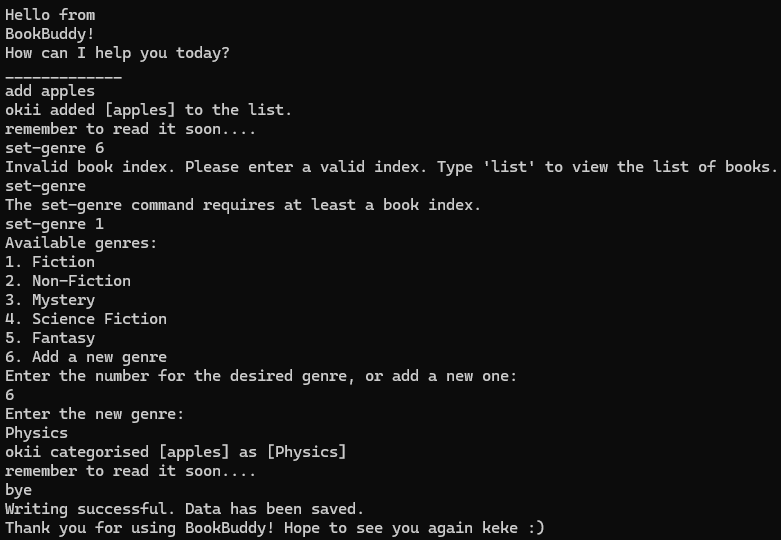 Hello from
BookBuddy!
How can I help you today?
_____________
add apples
okii added [apples] to the list.
remember to read it soon....
set-genre 6
Invalid book index. Please enter a valid index. Type 'list' to view the list of books.
set-genre
The set-genre command requires at least a book index.
set-genre 1
Available genres:
1. Fiction
2. Non-Fiction
3. Mystery
4. Science Fiction
5. Fantasy
6. Add a new genre
Enter the number for the desired genre, or add a new one:
6
Enter the new genre:
Physics
okii categorised [apples] as [Physics]
remember to read it soon....
bye
Writing successful. Data has been saved.
Thank you for using BookBuddy! Hope to see you again keke :)